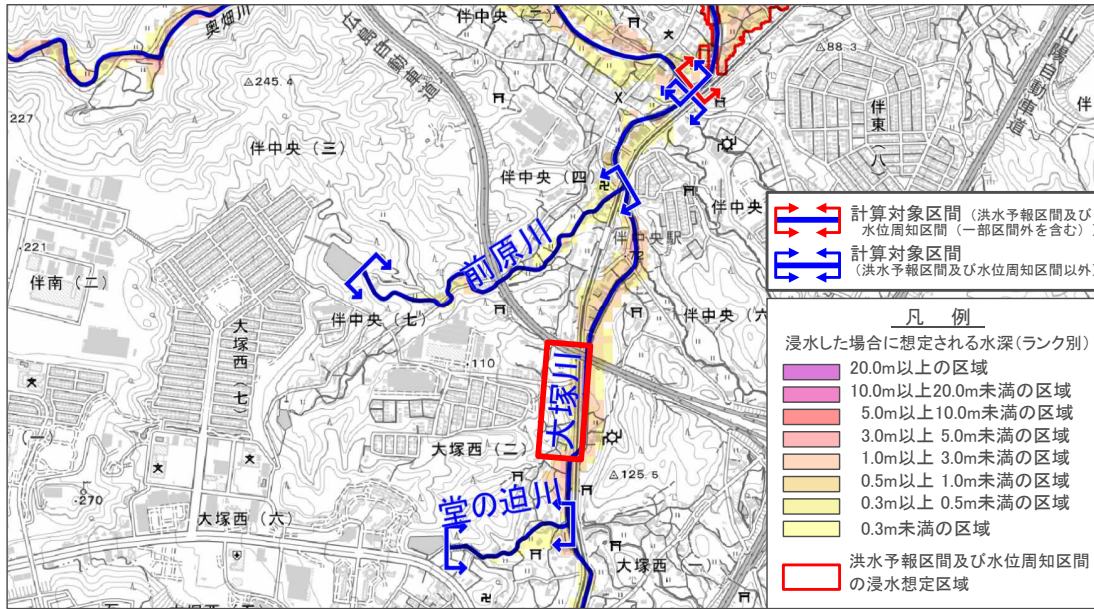 奥畑川
広島自動車道
伴中央(二)
△245.4
△88.3
山陽自動車道
227
伴中央(三)
伴東(八)
伴中央(四)
伴中央
前原川
伴中央駅
72
221
伴南(二)
伴中央(七)
伴中央(六
大塚西(七)
.110
大塚川
大塚西(二)
△125.5
堂の迫川
(一)
.270
大塚西(六)
大塚西(一)
計算対象区間(洪水予報区間及び
水位周知区間(一部区間外を含む))
計算対象区間
(洪水予報区間及び水位周知区間以外)
凡 例
浸水した場合に想定される水深(ランク別)
20.0m以上の区域
10.0m以上20.0m未満の区域
5.0m以上10.0m未満の区域
3.0m以上 5.0m未満の区域
1.0m以上 3.0m未満の区域
0.5m以上 1.0m未満の区域
0.3m以上 0.5m未満の区域
0.3m未満の区域
洪水予報区間及び水位周知区間
の浸水想定区域